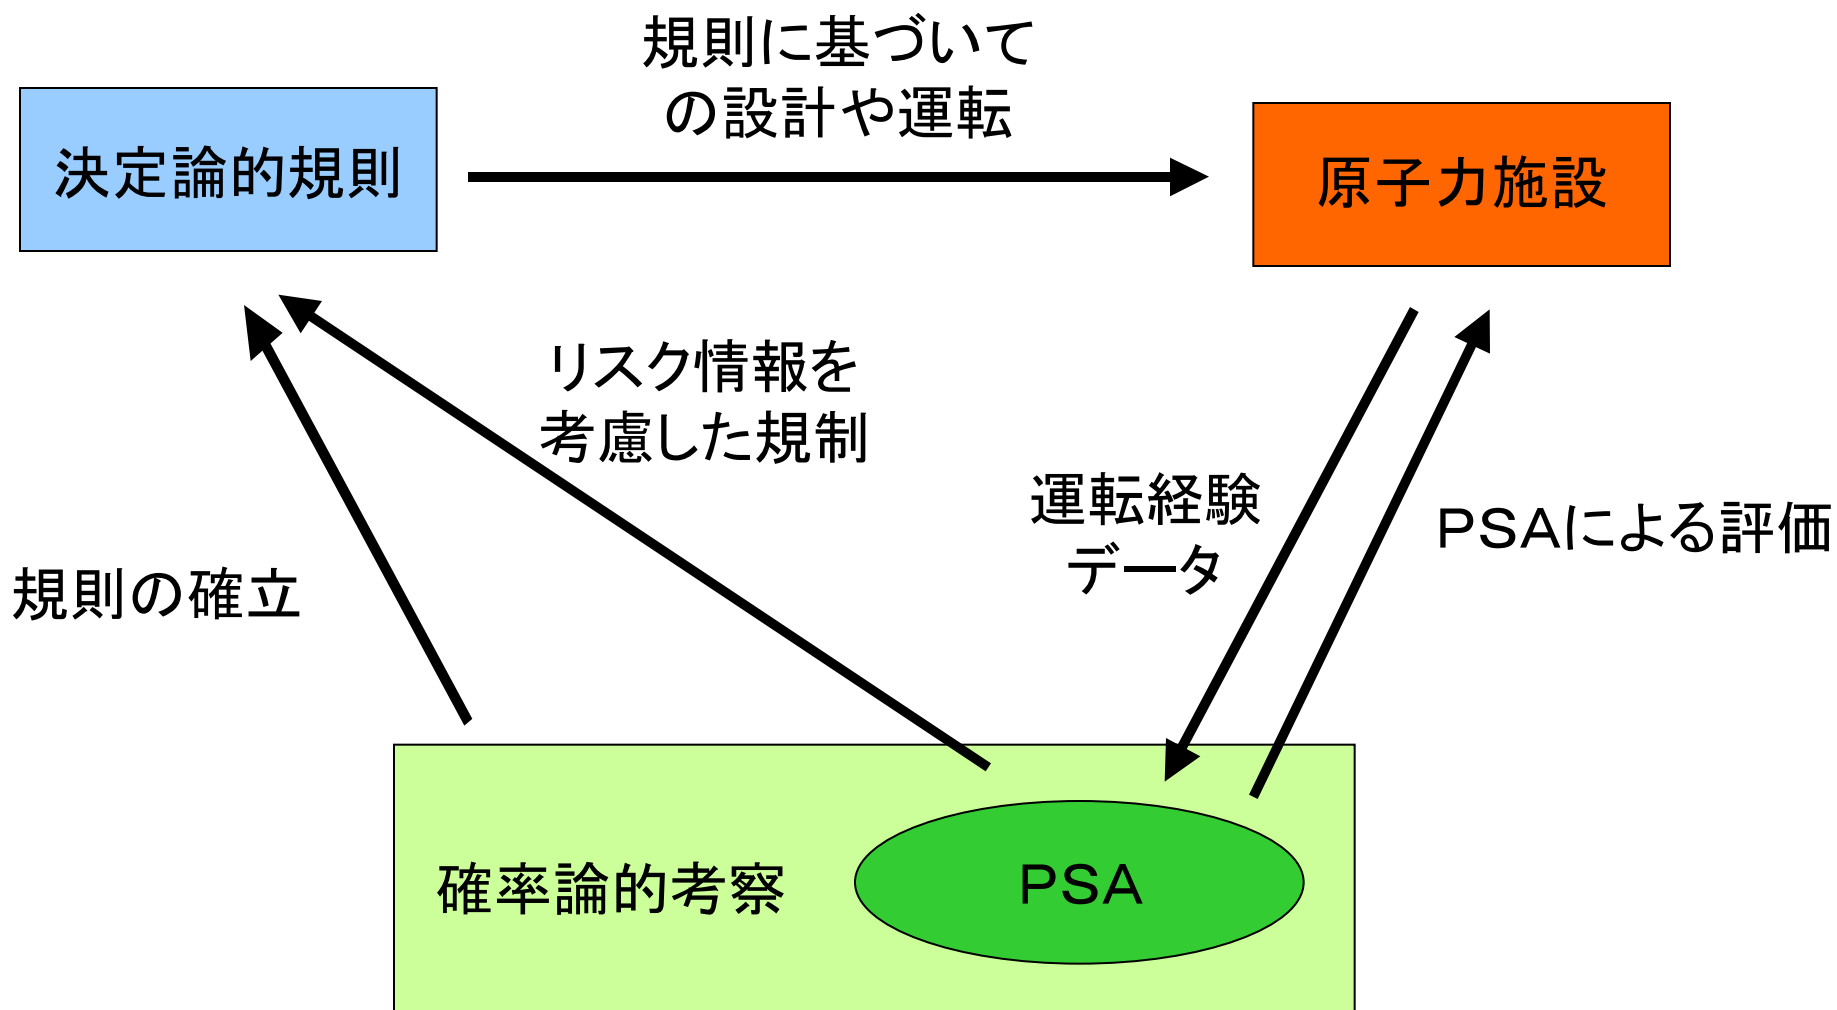 規則に基づいて
の設計や運転
決定論的規則
原子力施設
リスク情報を
考慮した規制
運転経験
データ
PSAによる評価
規則の確立
確率論的考察
PSA